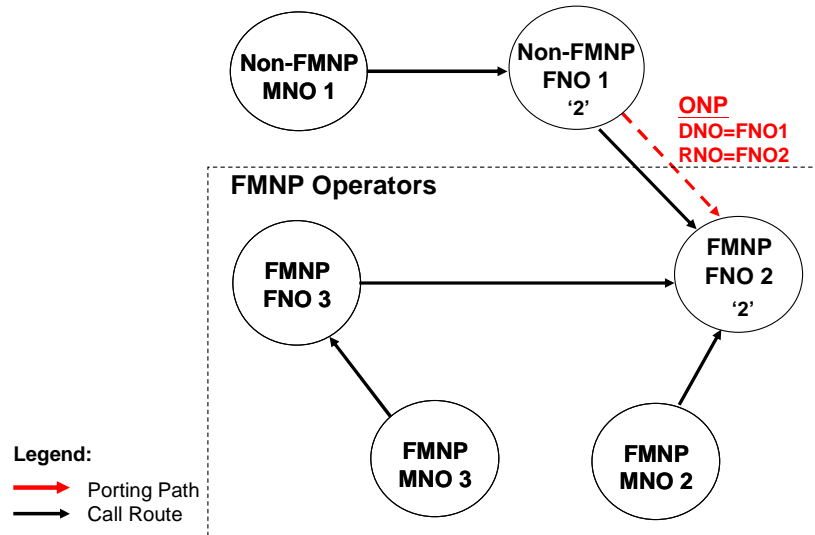 Non-FMNP
MNO 1
Non-FMNP
FNO 1
‘2’
ONP
DNO=FNO1
RNO=FNO2
FMNP Operators
FMNP
FNO 3
FMNP
FNO 2
‘2’
FMNP
MNO 3
FMNP
MNO 2
Legend:
Porting Path
Call Route